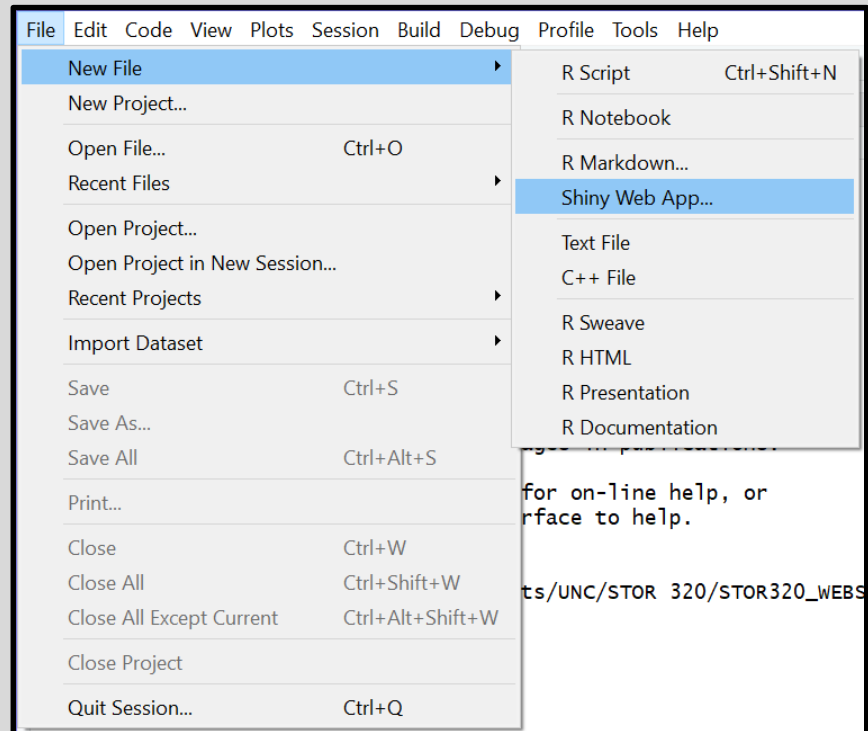 File Edit Code View Plots Session Build Debug Profile Tools Help
New File
New Project...
Open File... Ctrl+O
Recent Files
Open Project...
Open Project in New Session...
Recent Projects
Import Dataset
Save Ctrl+S
Save As...
Save All Ctrl+Alt+S
Print...
Close Ctrl+W
Close All Ctrl+Shift+W
Close All Except Current Ctrl+Alt+Shift+W
Close Project
Quit Session... Ctrl+Q
R Script Ctrl+Shift+N
R Notebook
R Markdown...
Shiny Web App...
Text File
C++ File
R Sweave
R HTML
R Presentation
R Documentation
for on-line help, or
rface to help.
ts/UNC/STOR 320/STOR320_WEBS